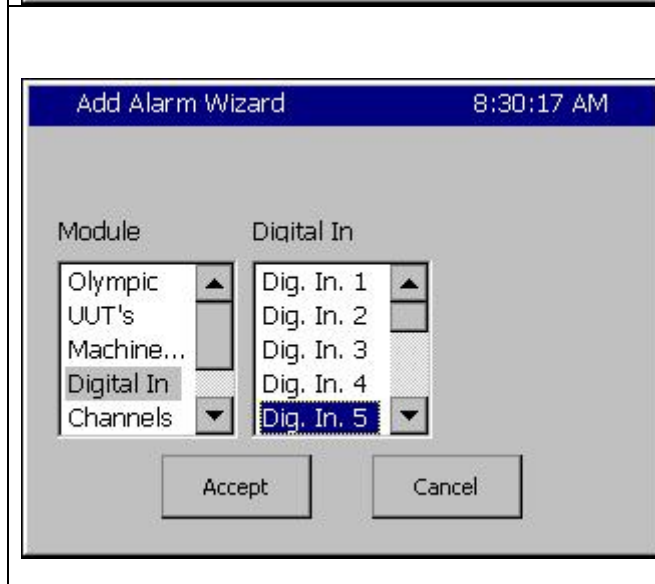 Add Alarm Wizard 8:30:17 AM
Module Digital In
Olympic Dig. In. 1
UUT's Dig. In. 2
Machine... Dig. In. 3
Digital In Dig. In. 4
Channels Dig. In. 5
Accept Cancel